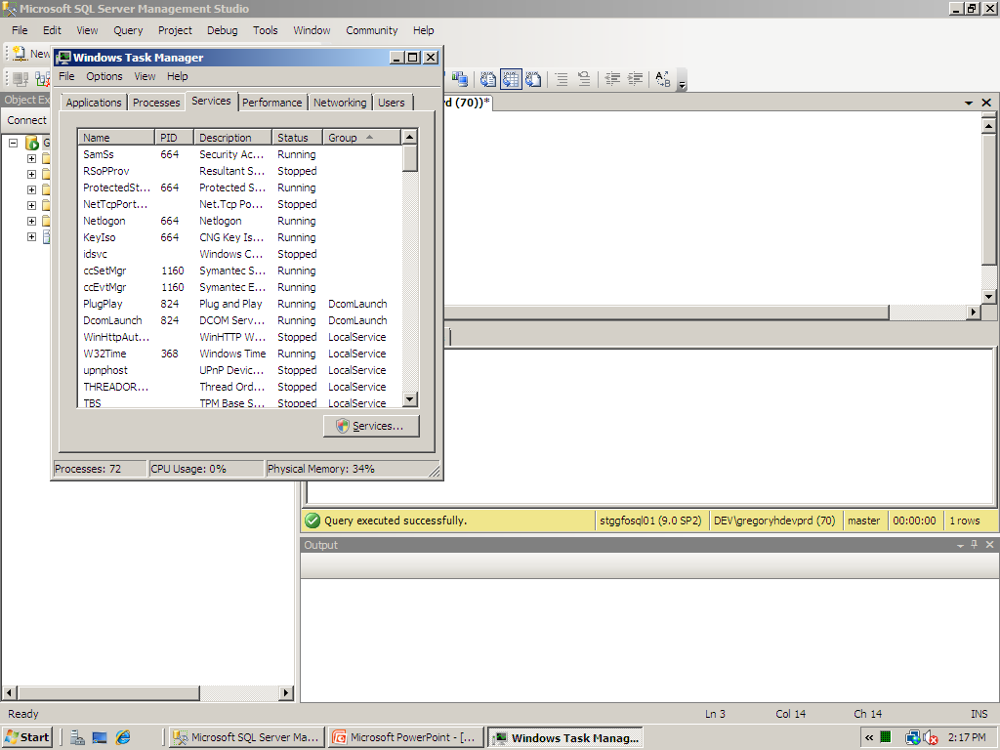 Microsoft SQL Server Management Studio
File Edit View Query Project Debug Tools Window Community Help
New
Windows Task Manager
File Options View Help
Applications Processes Services Performance Networking Users
rd (70))*
Object Ex
Connect
G
Name PID Description Status Group
SamSs 664 Security Ac... Running
RSoPProv Resultant S... Stopped
ProtectedSt... 664 Protected S... Running
NetTcpPort... Net.Tcp Po... Stopped
Netlogon 664 Netlogon Running
KeyIso 664 CNG Key Is... Running
idsvc Windows C... Stopped
ccSetMgr 1160 Symantec S... Running
ccEvtMgr 1160 Symantec E... Running
PlugPlay 824 Plug and Play Running DcomLaunch
DcomLaunch 824 DCOM Serv... Running DcomLaunch
WinHttpAut... WinHTTP W... Stopped LocalService
W32Time 368 Windows Time Running LocalService
upnphost UPnP Devic... Stopped LocalService
THREADOR... Thread Ord... Stopped LocalService
TBS TPM Base S... Stopped LocalService
Services...
Processes: 72 CPU Usage: 0% Physical Memory: 34%
Query executed successfully. stggfosql01 (9.0 SP2) DEV\gregoryhdevprd (70) master 00:00:00 1 rows
Output
Ready Ln 3 Col 14 Ch 14 INS
Start Microsoft SQL Server Ma... Microsoft PowerPoint - [... Windows Task Manag... « 2:17 PM